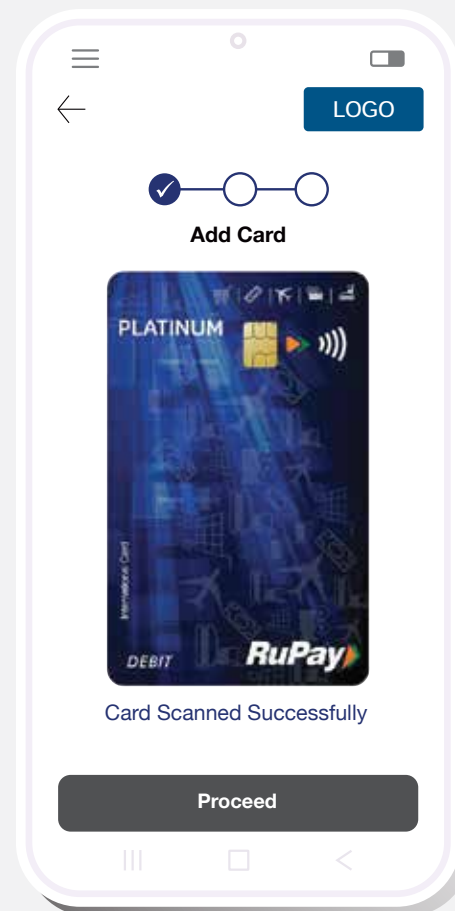 LOGO
Add Card
PLATINUM
International Card
DEBIT
RuPay
Card Scanned Successfully
Proceed